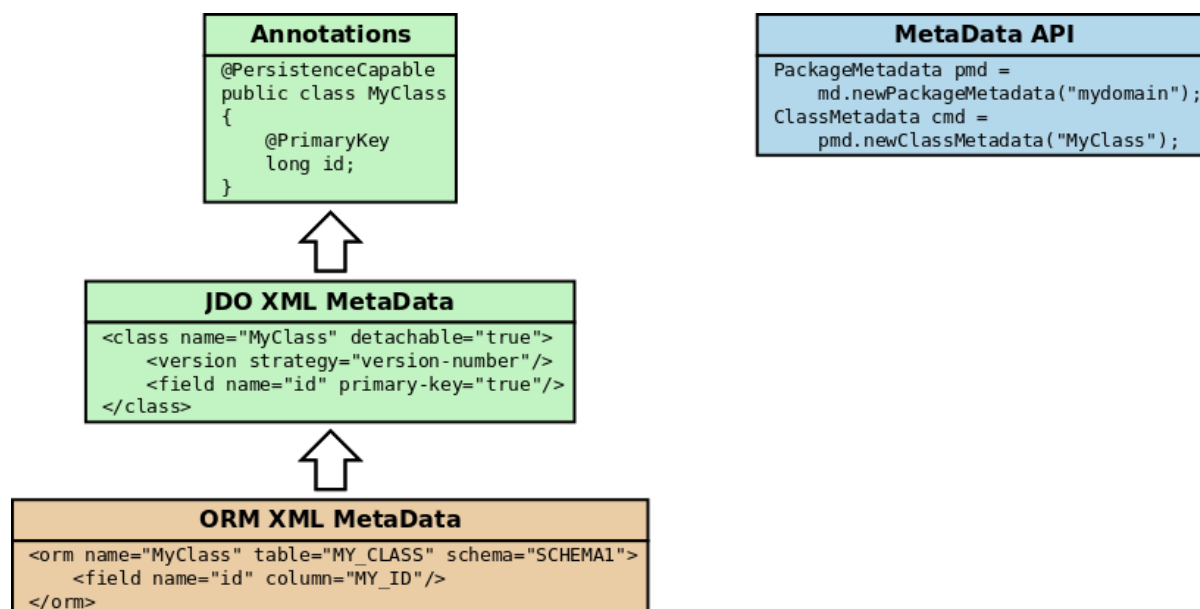 Annotations
@PersistenceCapable
public class MyClass
{
    @PrimaryKey
    long id;
}
MetaData API
PackageMetadata pmd =
    md.newPackageMetadata("mydomain");
ClassMetadata cmd =
    pmd.newClassMetadata("MyClass");
JDO XML MetaData
<class name="MyClass" detachable="true">
    <version strategy="version-number"/>
    <field name="id" primary-key="true"/>
</class>
ORM XML MetaData
<orm name="MyClass" table="MY_CLASS" schema="SCHEMA1">
    <field name="id" column="MY_ID"/>
</orm>